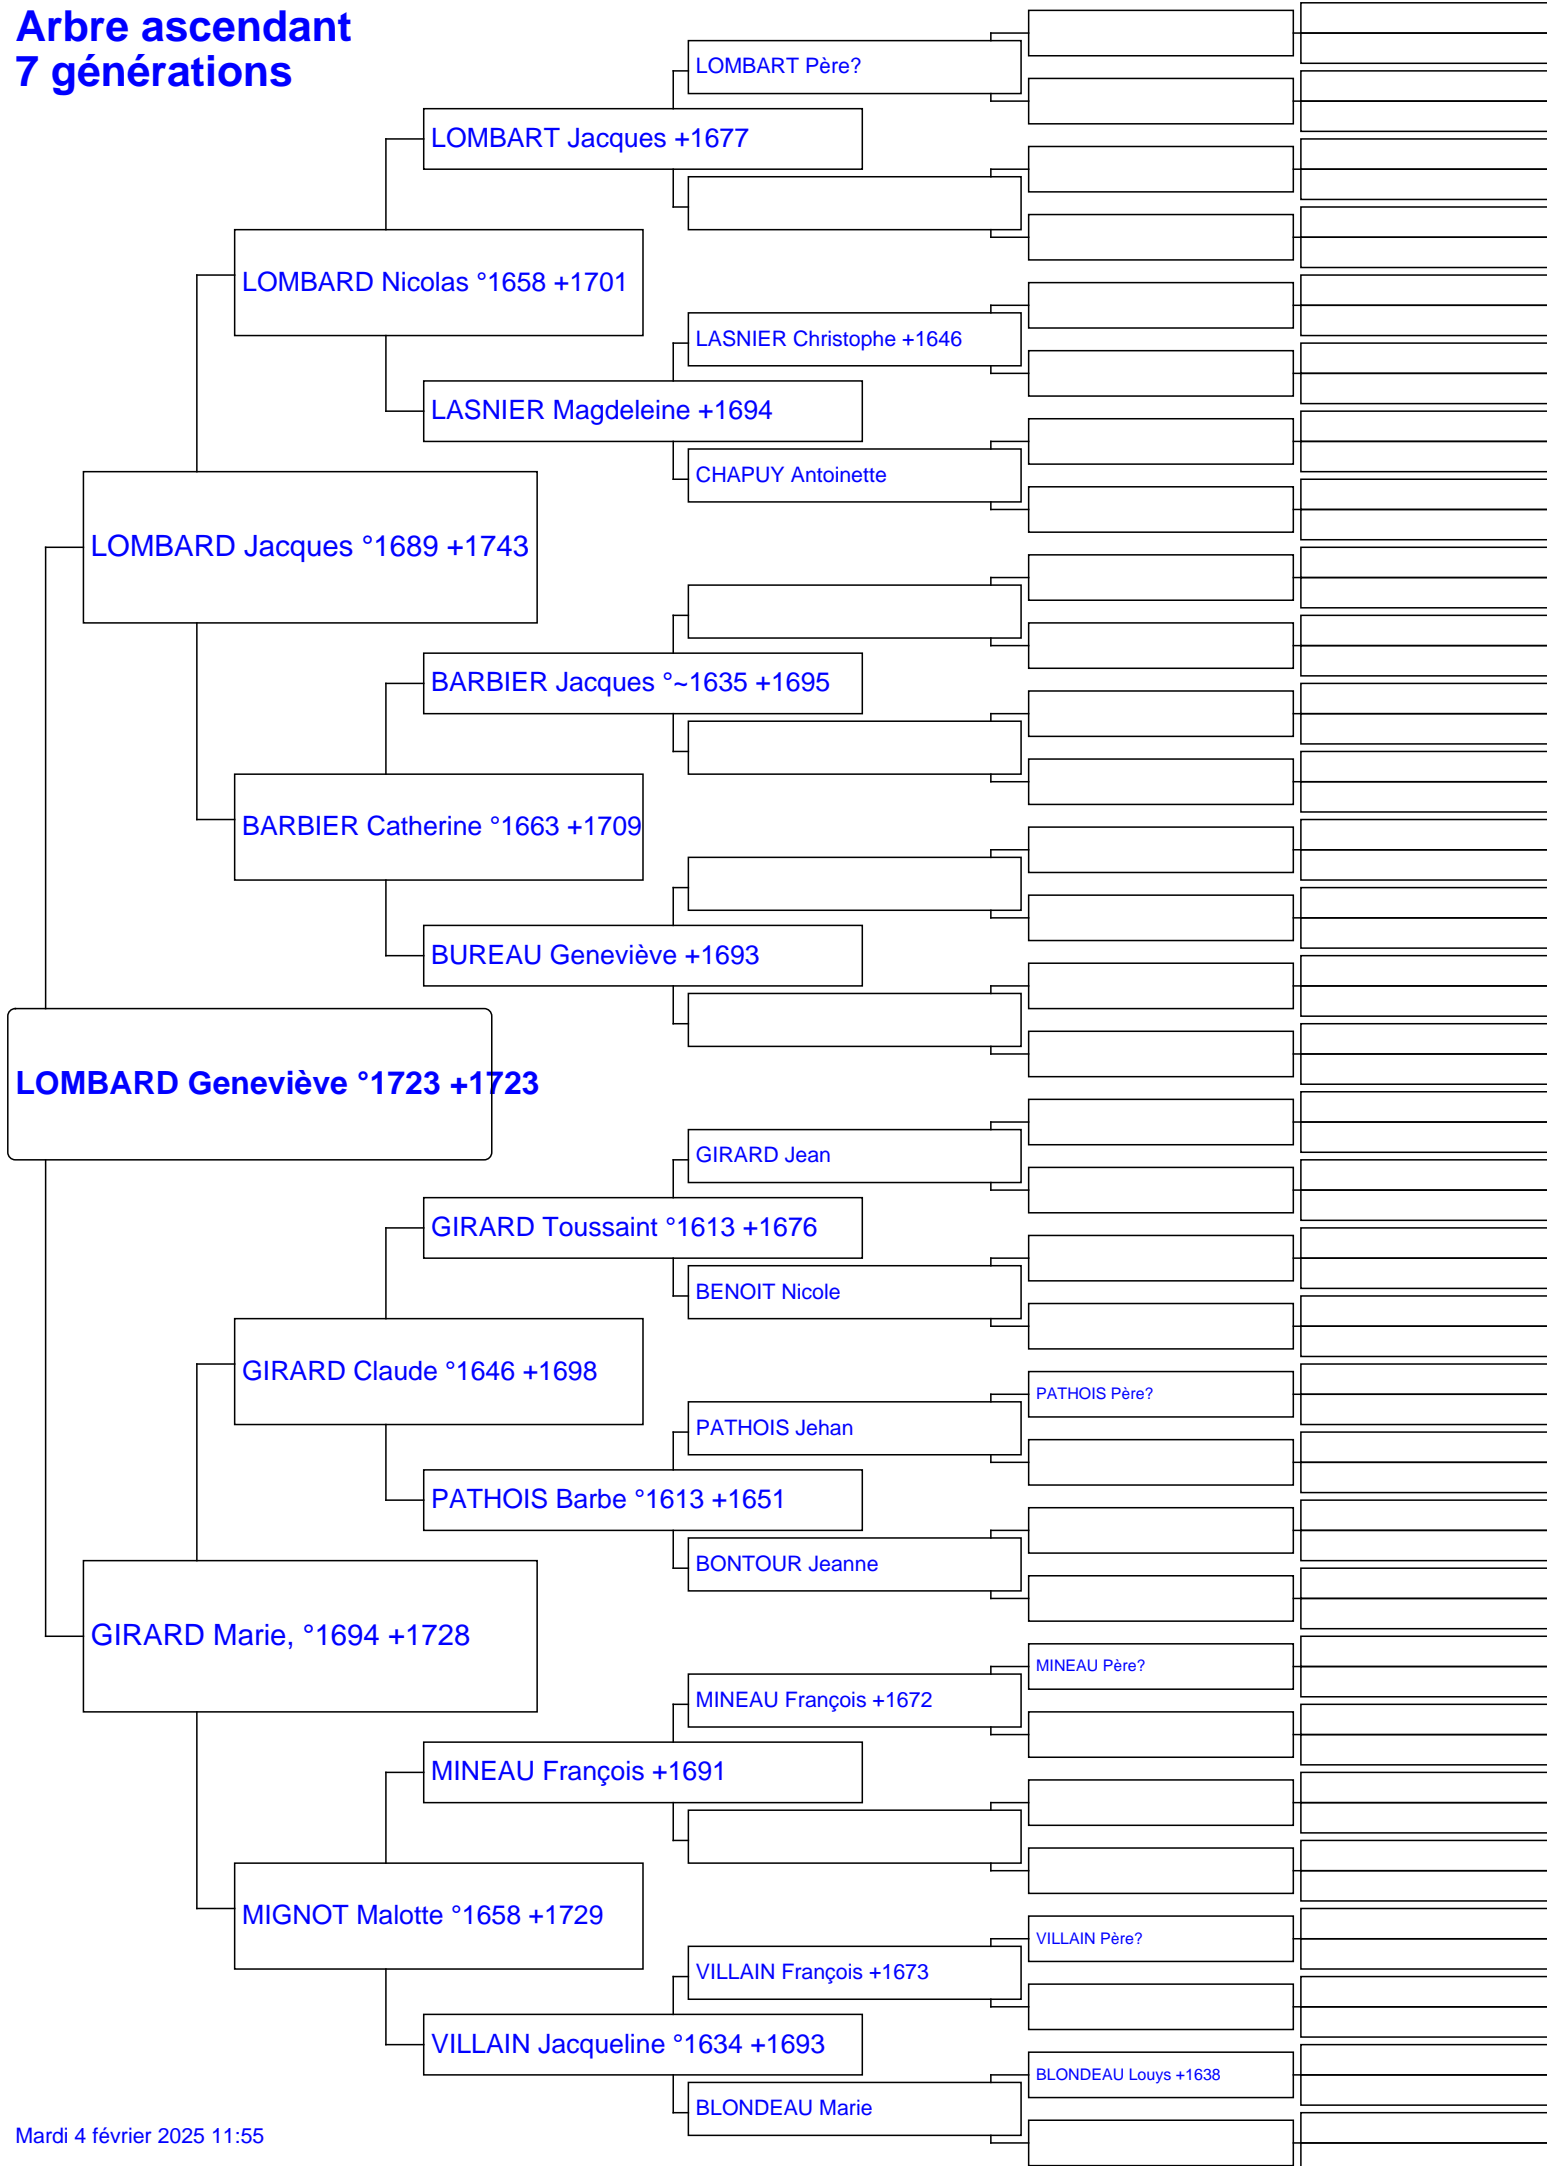 Arbre ascendant
7 générations
LOMBART Père?
LOMBART Jacques +1677
LOMBARD Nicolas °1658 +1701
LASNIER Christophe +1646
LASNIER Magdeleine +1694
CHAPUY Antoinette
LOMBARD Jacques °1689 +1743
BARBIER Jacques °~1635 +1695
BARBIER Catherine °1663 +1709
BUREAU Geneviève +1693
LOMBARD Geneviève °1723 +1723
GIRARD Jean
GIRARD Toussaint °1613 +1676
BENOIT Nicole
GIRARD Claude °1646 +1698
PATHOIS Père?
PATHOIS Jehan
PATHOIS Barbe °1613 +1651
BONTOUR Jeanne
GIRARD Marie, °1694 +1728
MINEAU Père?
MINEAU François +1672
MINEAU François +1691
MIGNOT Malotte °1658 +1729
VILLAIN Père?
VILLAIN François +1673
VILLAIN Jacqueline °1634 +1693
BLONDEAU Louys +1638
BLONDEAU Marie
Mardi 4 février 2025 11:55